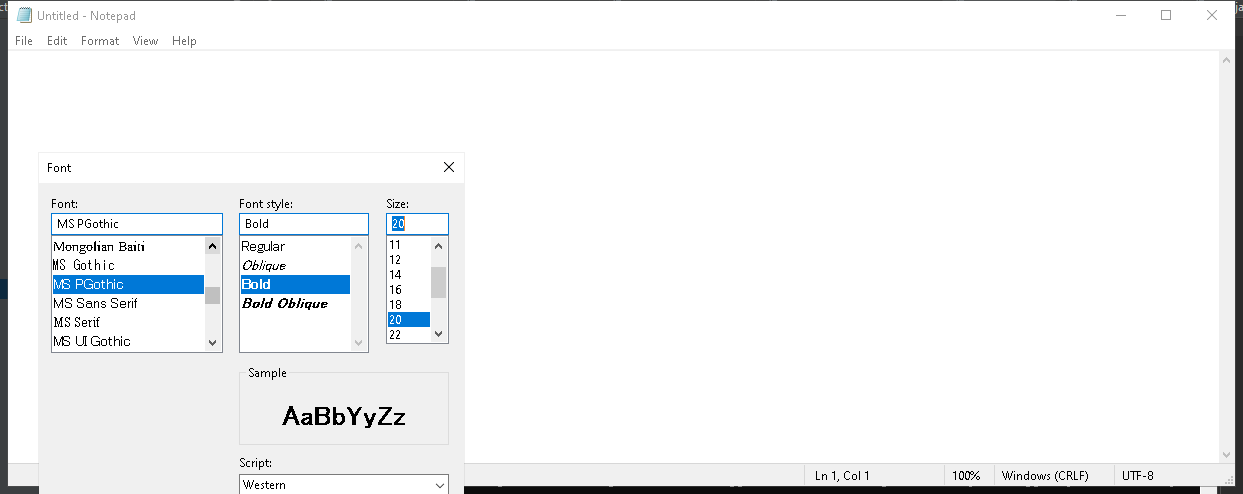 Untitled - Notepad
File Edit Format View Help
Font
Font: Font style: Size:
MS PGothic Bold 20
Mongolian Baiti Regular 11
MS Gothic Oblique 12
MS PGothic Bold 14
MS Sans Serif Bold Oblique 16
MS Serif 18
MS UI Gothic 20
22
Sample
AaBbYyZz
Script:
Western
Ln 1, Col 1 100% Windows (CRLF) UTF-8